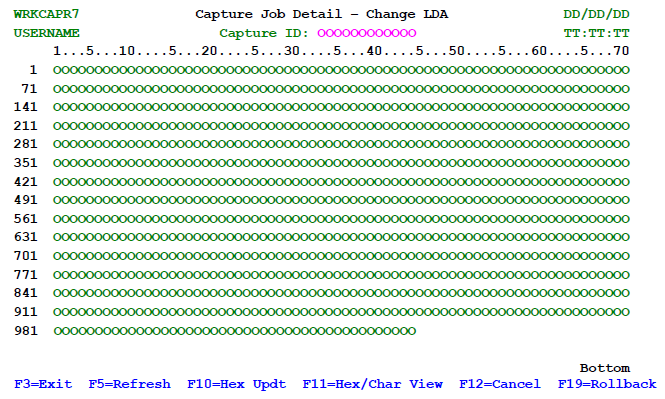 WRKCAPR7 Capture Job Detail - Change LDA DD/DD/DD
USERNAME Capture ID: OOOOOOOOOOOO TT:TT:TT
1...5...10....5...20....5...30....5...40....5...50....5...60....5...70
1 OOOOOOOOOOOOOOOOOOOOOOOOOOOOOOOOOOOOOOOOOOOOOOOOOOOOOOOOOOOOOOOOOOOOOO
71 OOOOOOOOOOOOOOOOOOOOOOOOOOOOOOOOOOOOOOOOOOOOOOOOOOOOOOOOOOOOOOOOOOOOOO
141 OOOOOOOOOOOOOOOOOOOOOOOOOOOOOOOOOOOOOOOOOOOOOOOOOOOOOOOOOOOOOOOOOOOOOO
211 OOOOOOOOOOOOOOOOOOOOOOOOOOOOOOOOOOOOOOOOOOOOOOOOOOOOOOOOOOOOOOOOOOOOOO
281 OOOOOOOOOOOOOOOOOOOOOOOOOOOOOOOOOOOOOOOOOOOOOOOOOOOOOOOOOOOOOOOOOOOOOO
351 OOOOOOOOOOOOOOOOOOOOOOOOOOOOOOOOOOOOOOOOOOOOOOOOOOOOOOOOOOOOOOOOOOOOOO
421 OOOOOOOOOOOOOOOOOOOOOOOOOOOOOOOOOOOOOOOOOOOOOOOOOOOOOOOOOOOOOOOOOOOOOO
491 OOOOOOOOOOOOOOOOOOOOOOOOOOOOOOOOOOOOOOOOOOOOOOOOOOOOOOOOOOOOOOOOOOOOOO
561 OOOOOOOOOOOOOOOOOOOOOOOOOOOOOOOOOOOOOOOOOOOOOOOOOOOOOOOOOOOOOOOOOOOOOO
631 OOOOOOOOOOOOOOOOOOOOOOOOOOOOOOOOOOOOOOOOOOOOOOOOOOOOOOOOOOOOOOOOOOOOOO
701 OOOOOOOOOOOOOOOOOOOOOOOOOOOOOOOOOOOOOOOOOOOOOOOOOOOOOOOOOOOOOOOOOOOOOO
771 OOOOOOOOOOOOOOOOOOOOOOOOOOOOOOOOOOOOOOOOOOOOOOOOOOOOOOOOOOOOOOOOOOOOOO
841 OOOOOOOOOOOOOOOOOOOOOOOOOOOOOOOOOOOOOOOOOOOOOOOOOOOOOOOOOOOOOOOOOOOOOO
911 OOOOOOOOOOOOOOOOOOOOOOOOOOOOOOOOOOOOOOOOOOOOOOOOOOOOOOOOOOOOOOOOOOOOOO
981 OOOOOOOOOOOOOOOOOOOOOOOOOOOOOOOOOOOOOOOOOOOO
Bottom
F3=Exit F5=Refresh F10=Hex Updt F11=Hex/Char View F12=Cancel F19=Rollback